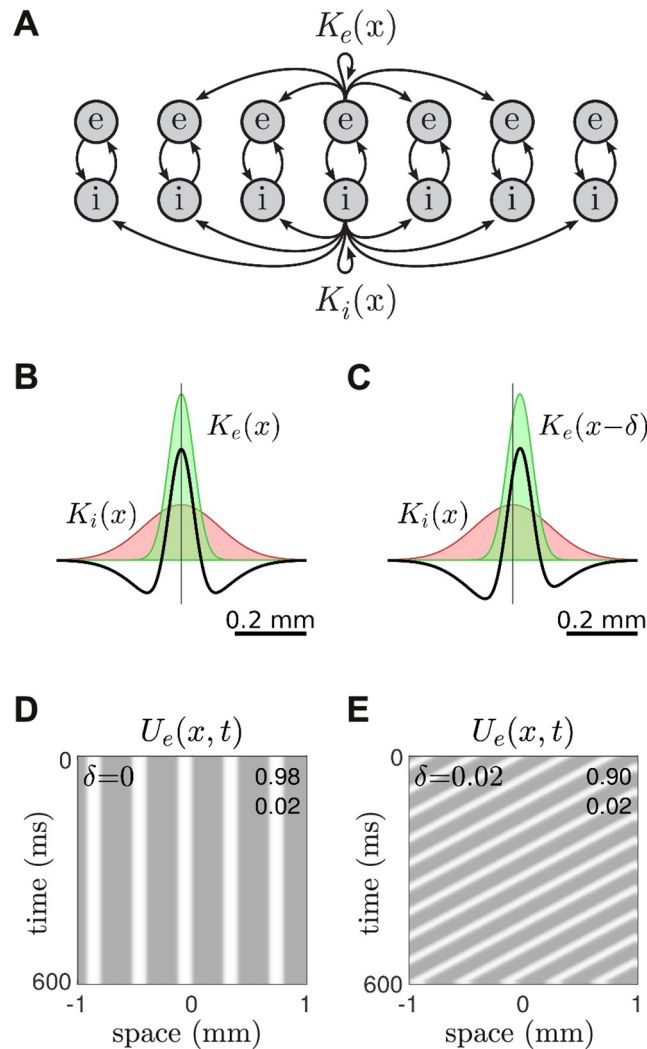 A
K_e(x)
e e e e e e e
i i i i i i i
K_i(x)
B C
K_e(x) K_e(x−δ)
K_i(x) K_i(x)
0.2 mm 0.2 mm
D E
U_e(x, t) U_e(x, t)
0 δ=0 0.98 0 δ=0.02 0.90
0.02 0.02
time (ms) time (ms)
600 600
-1 0 1 -1 0 1
space (mm) space (mm)